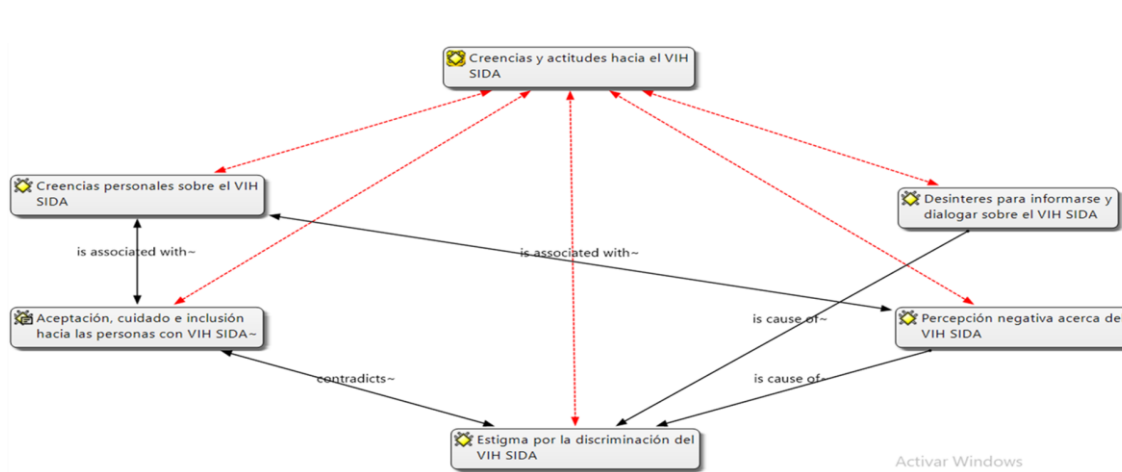 Creencias y actitudes hacia el VIH
SIDA
Creencias personales sobre el VIH
SIDA
Desinteres para informarse y
dialogar sobre el VIH SIDA
is associated with~
is associated with~
Aceptación, cuidado e inclusión
hacia las personas con VIH SIDA~
Percepción negativa acerca del
VIH SIDA
is cause of~
contradicts~
is cause of~
Estigma por la discriminación del
VIH SIDA
Activar Windows